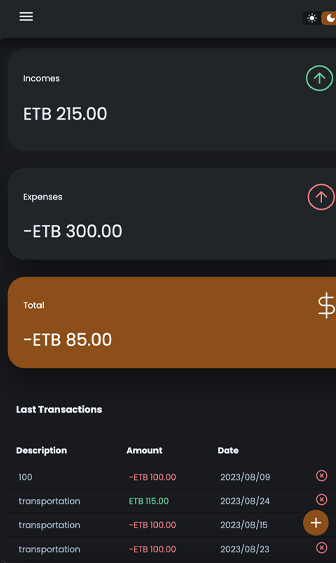 Incomes
ETB 215.00
Expenses
-ETB 300.00
Total
$
-ETB 85.00
Last Transactions
Description Amount Date
100 -ETB 100.00 2023/08/09
transportation ETB 115.00 2023/08/24
transportation -ETB 100.00 2023/08/15
transportation -ETB 100.00 2023/08/23